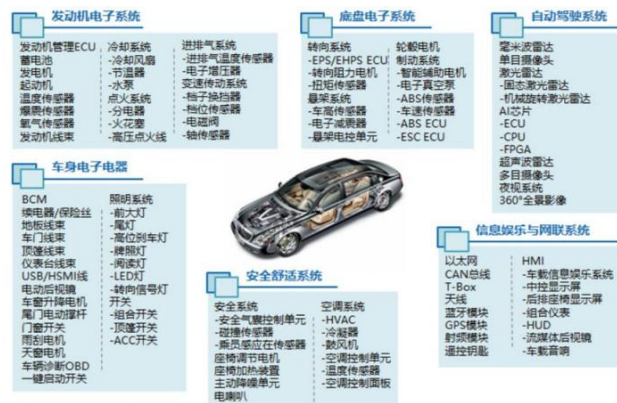 发动机电子系统
发动机管理ECU
蓄电池
发电机
起动机
温度传感器
爆震传感器
氧气传感器
发动机线束
冷却系统
-冷却风扇
-节温器
-水泵
点火系统
-分电器
-火花塞
-高压点火线
进排气系统
-进排气温度传感器
-电子增压器
变速传动系统
-档子操挡器
-档位传感器
-电磁阀
-轴传感器
底盘电子系统
转向系统
-EPS/EHPS ECU
-转向阻力电机
-扭矩传感器
悬架系统
-车高传感器
-电子减震器
-悬架电控单元
轮毂电机
制动系统
-智能辅助电机
-电子真空泵
-ABS传感器
-车速传感器
-ABS ECU
-ESC ECU
自动驾驶系统
毫米波雷达
单目摄像头
激光雷达
-固态激光雷达
-机械旋转激光雷达
AI芯片
-ECU
-CPU
-FPGA
超声波雷达
多目摄像头
夜视系统
360°全景影像
车身电子电器
BCM
继电器/保险丝
地板线束
车门线束
顶篷线束
仪表台线束
USB/HSMI线
电动后视镜
车窗升降电机
尾门电动撑杆
门窗开关
雨刮电机
天窗电机
车辆诊断OBD
一键启动开关
照明系统
-前大灯
-尾灯
-高位刹车灯
-牌照灯
-阅读灯
-LED灯
-转向信号灯
开关
-组合开关
-顶篷开关
-ACC开关
安全舒适系统
安全系统
-安全气囊控制单元
-碰撞传感器
-乘员感应在传感器
座椅调节电机
座椅加热装置
主动降噪单元
电喇叭
空调系统
-HVAC
-冷凝器
-鼓风机
-空调控制单元
-温度传感器
-空调控制面板
信息娱乐与网联系统
以太网
CAN总线
T-Box
天线
蓝牙模块
GPS模块
射频模块
遥控钥匙
HMI
-车载信息娱乐系统
-中控显示屏
-后排座椅显示屏
-组合仪表
-HUD
-流媒体后视镜
-车载音响